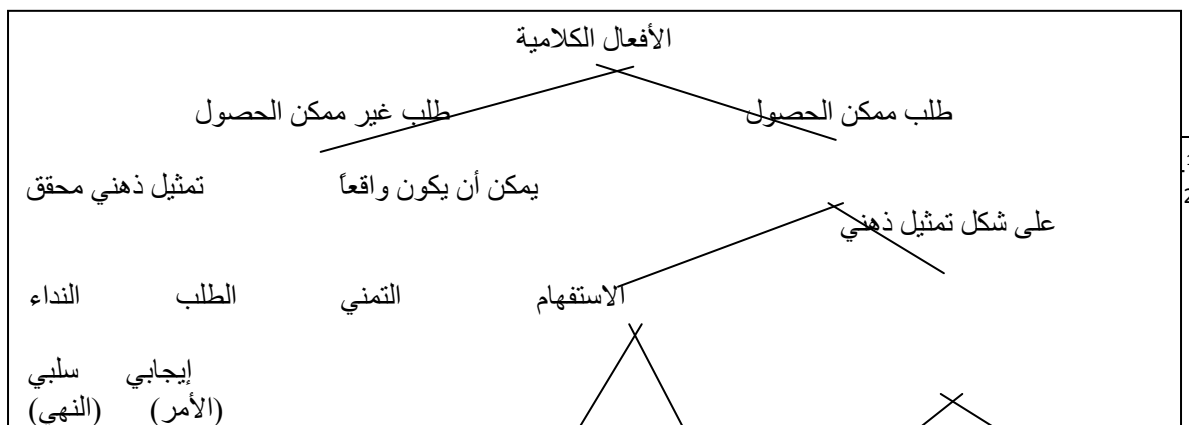 الأفعال الكلامية
طلب ممكن الحصول طلب غير ممكن الحصول
يمكن أن يكون واقعاً تمثيل ذهني محقق
على شكل تمثيل ذهني
الاستفهام التمني الطلب النداء
إيجابي سلبي
(الأمر) (النهي)